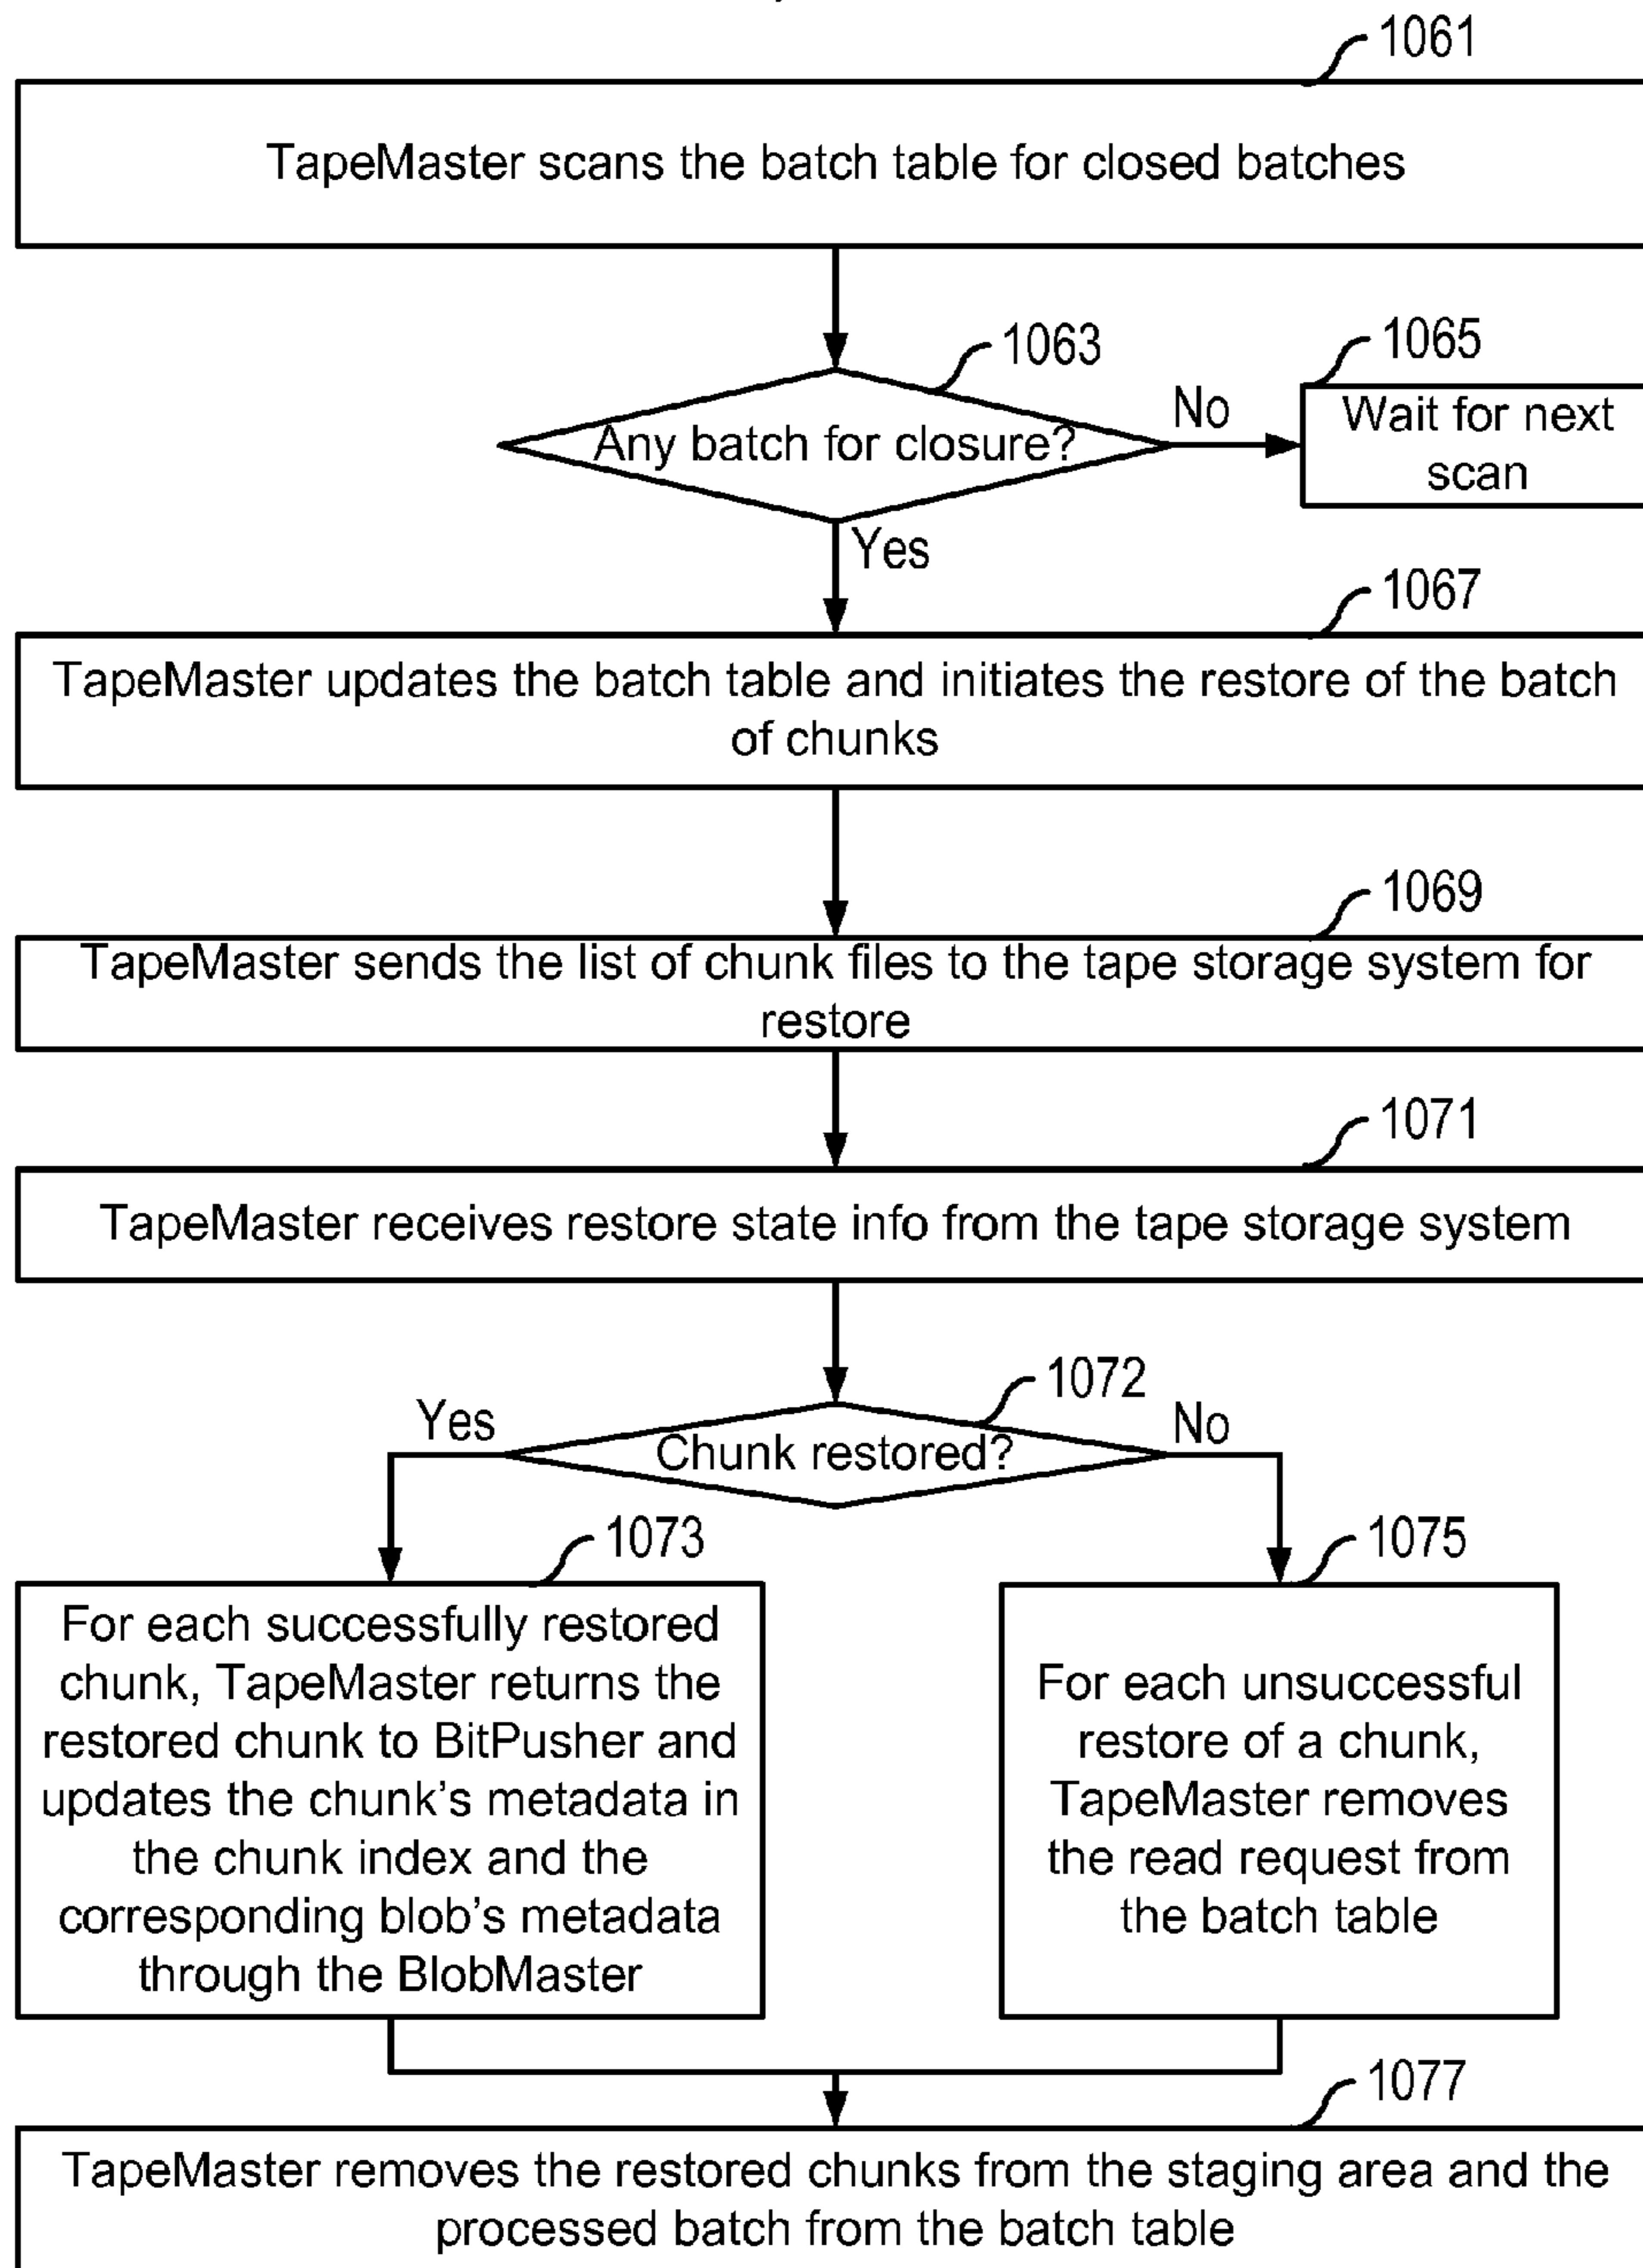 1061
TapeMaster scans the batch table for closed batches
1063
1065
Any batch for closure?
No
Wait for next
scan
Yes
1067
TapeMaster updates the batch table and initiates the restore of the batch
of chunks
1069
TapeMaster sends the list of chunk files to the tape storage system for
restore
1071
TapeMaster receives restore state info from the tape storage system
1072
Yes
Chunk restored?
No
1073
For each successfully restored
chunk, TapeMaster returns the
restored chunk to BitPusher and
updates the chunk’s metadata in
the chunk index and the
corresponding blob’s metadata
through the BlobMaster
1075
For each unsuccessful
restore of a chunk,
TapeMaster removes
the read request from
the batch table
1077
TapeMaster removes the restored chunks from the staging area and the
processed batch from the batch table